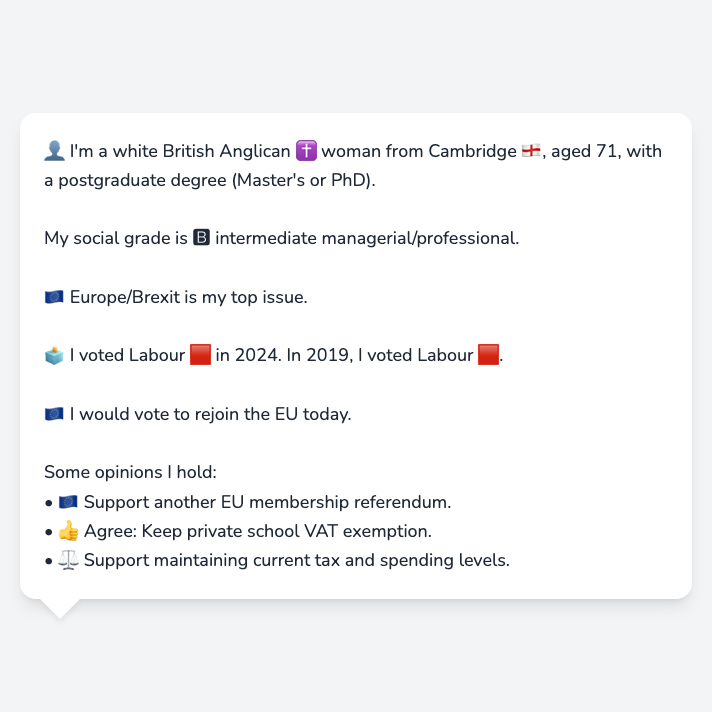 👤 I'm a white British Anglican ✝️ woman from Cambridge 🏴󠁧󠁢󠁥󠁮󠁧󠁿, aged 71, with
a postgraduate degree (Master's or PhD).
My social grade is 🅱 intermediate managerial/professional.
🇪🇺 Europe/Brexit is my top issue.
🗳️ I voted Labour 🟥 in 2024. In 2019, I voted Labour 🟥.
🇪🇺 I would vote to rejoin the EU today.
Some opinions I hold:
• 🇪🇺 Support another EU membership referendum.
• 👍 Agree: Keep private school VAT exemption.
• ⚖️ Support maintaining current tax and spending levels.